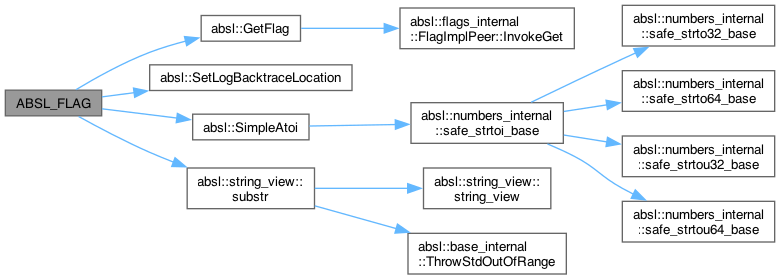 ABSL_FLAG
absl::GetFlag
absl::flags_internal
::FlagImplPeer::InvokeGet
absl::SetLogBacktraceLocation
absl::SimpleAtoi
absl::numbers_internal
::safe_strtoi_base
absl::numbers_internal
::safe_strto32_base
absl::numbers_internal
::safe_strto64_base
absl::numbers_internal
::safe_strtou32_base
absl::numbers_internal
::safe_strtou64_base
absl::string_view::
substr
absl::string_view::
string_view
absl::base_internal
::ThrowStdOutOfRange